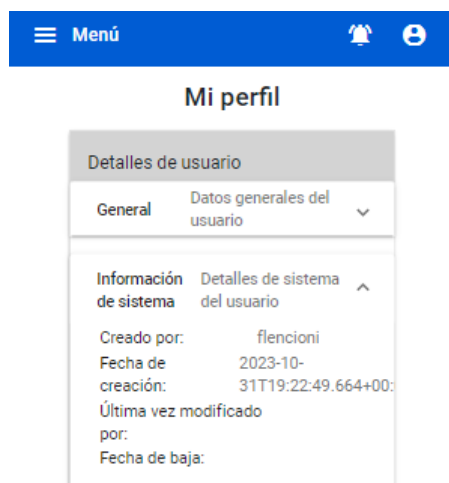 Menú
Mi perfil
Detalles de usuario
General
Datos generales del
usuario
Información
de sistema
Detalles de sistema
del usuario
Creado por:
flencioni
Fecha de
creación:
2023-10-
31T19:22:49.664+00:
Última vez modificado
por:
Fecha de baja: